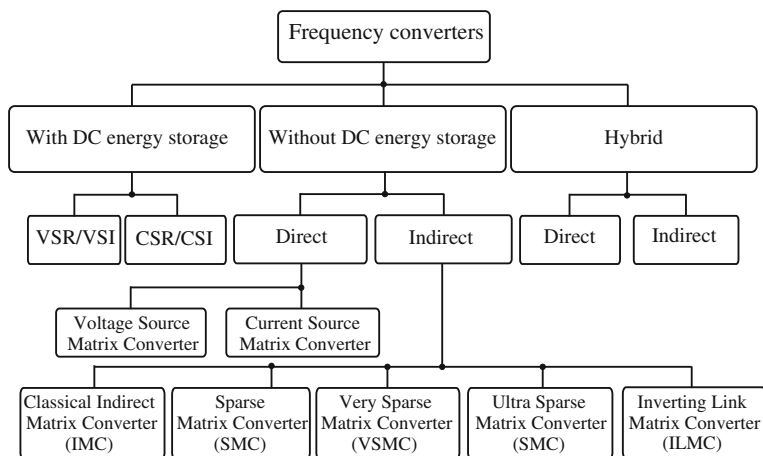 Frequency converters
With DC energy storage
Without DC energy storage
Hybrid
VSR/VSI
CSR/CSI
Direct
Indirect
Direct
Indirect
Voltage Source
Matrix Converter
Current Source
Matrix Converter
Classical Indirect
Matrix Converter
(IMC)
Sparse
Matrix Converter
(SMC)
Very Sparse
Matrix Converter
(VSMC)
Ultra Sparse
Matrix Converter
(SMC)
Inverting Link
Matrix Converter
(ILMC)